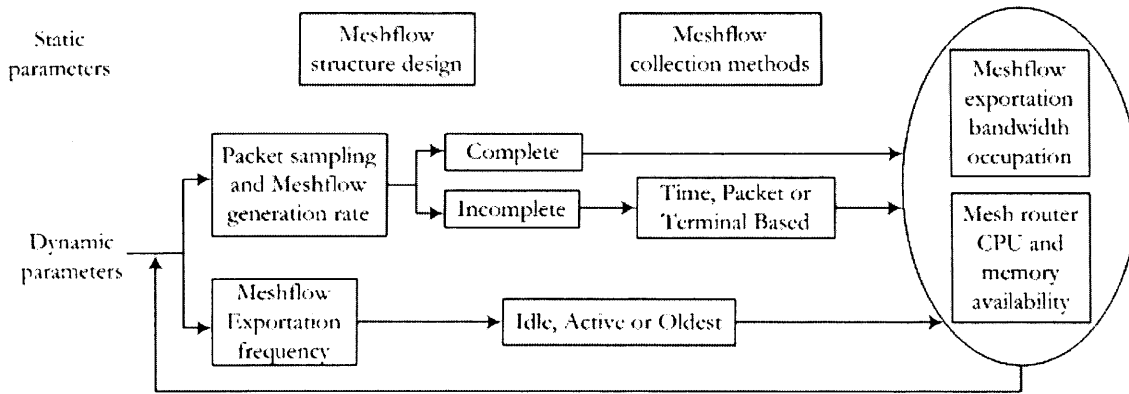 Static
parameters
Meshflow
structure design
Meshflow
collection methods
Meshflow
exportation
bandwidth
occupation
Packet sampling
and Meshflow
generation rate
Complete
Incomplete
Time, Packet or
Terminal Based
Mesh router
CPU and
memory
availability
Dynamic
parameters
Meshflow
Exportation
frequency
Idle, Active or Oldest